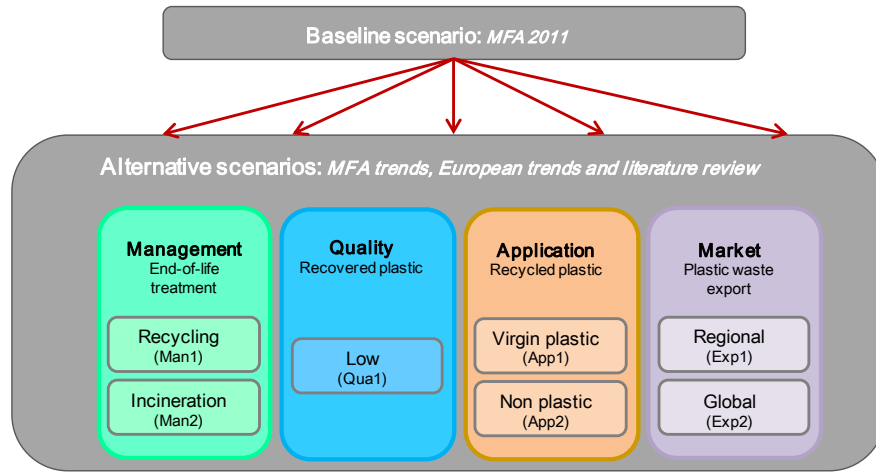 Baseline scenario: MFA 2011
Alternative scenarios: MFA trends, European trends and literature review
Management
End-of-life
treatment
Recycling
(Man1)
Incineration
(Man2)
Quality
Recovered plastic
Low
(Qua1)
Application
Recycled plastic
Virgin plastic
(App1)
Non plastic
(App2)
Market
Plastic waste
export
Regional
(Exp1)
Global
(Exp2)